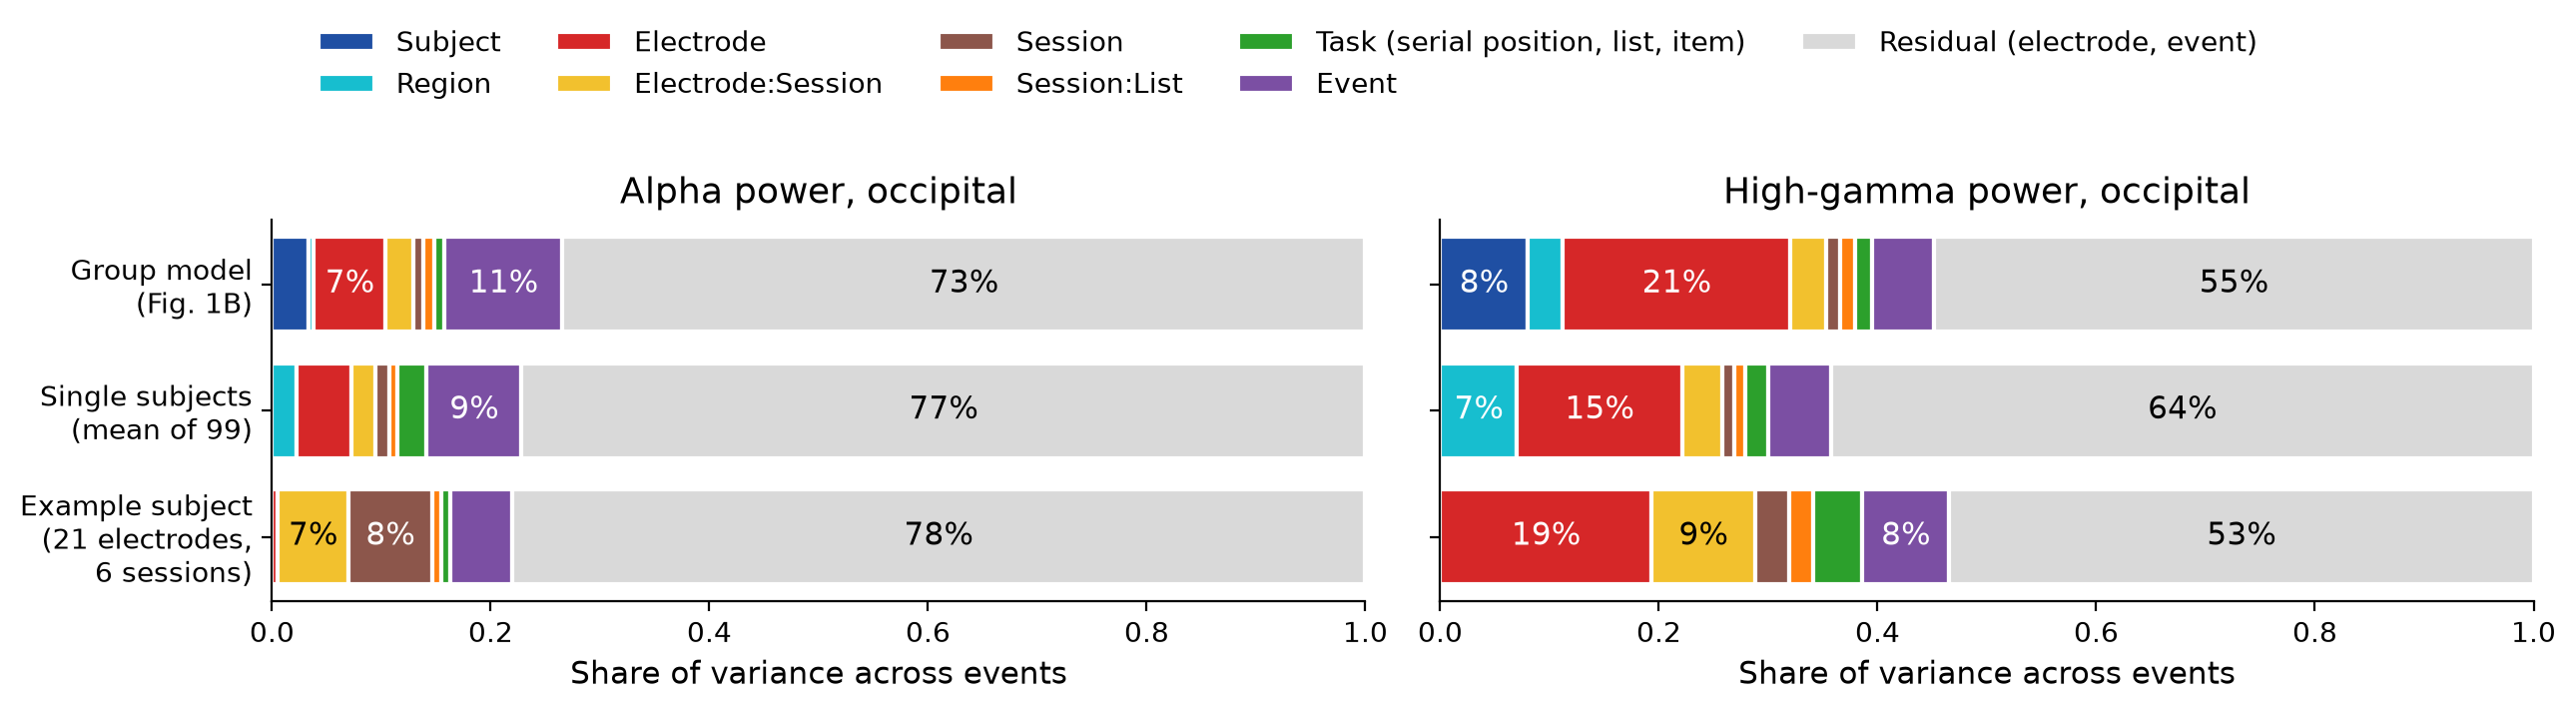 Subject
Electrode
Session
Task (serial position, list, item)
Residual (electrode, event)
Region
Electrode:Session
Session:List
Event
Alpha power, occipital
High-gamma power, occipital
Group model
(Fig. 1B)
7%
11%
73%
8%
21%
55%
Single subjects
(mean of 99)
9%
77%
7%
15%
64%
Example subject
(21 electrodes,
6 sessions)
7%
8%
78%
19%
9%
8%
53%
0.0
0.2
0.4
0.6
0.8
1.0
0.0
0.2
0.4
0.6
0.8
1.0
Share of variance across events
Share of variance across events